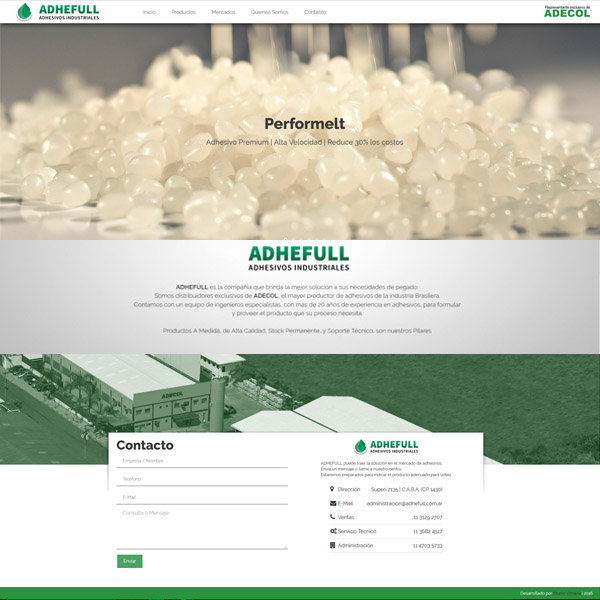 ADHEFULL
ADHESIVOS INDUSTRIALES
Inicio Productos Mercados Quienes Somos Contacto
Representante exclusivo de
ADECOL
Performelt
Adhesivo Premium | Alta Velocidad | Reduce 30% los costos
ADHEFULL
ADHESIVOS INDUSTRIALES
ADHEFULL es la compañía que brinda la mejor solución a sus necesidades de pegado.
Somos distribuidores exclusivos de ADECOL, el mayor productor de adhesivos de la industria Brasilera.
Contamos con un equipo de ingenieros especialistas, con más de 20 años de experiencia en adhesivos, para formular
y proveer el producto que su proceso necesita.
Productos A Medida, de Alta Calidad, Stock Permanente, y Soporte Técnico, son nuestros Pilares
ADECOL
Contacto
Empresa / Nombre
Teléfono
E-Mail
Consulta o Mensaje
Enviar
ADHEFULL
ADHESIVOS INDUSTRIALES
ADHEFULL puede traer la solución en el mercado de adhesivos.
Envía un mensaje o llame a nuestro centro
Estaremos preparados para indicar el producto adecuado para usted.
Dirección Superí 2135 | C.A.B.A. (CP 1430)
E-Mail administracion@adhefull.com.ar
Ventas 11 3129 2707
Servicio Técnico 11 3682 4517
Administración 11 4703 5733
Desarrollado por | 2016